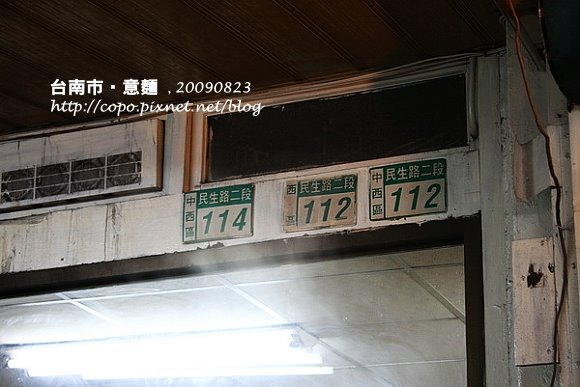 台南市·意麵 , 20090823
http://copo.pixnet.net/blog
中西區 民生路二段 114
西區 民生路二段 112
中西區 民生路二段 112